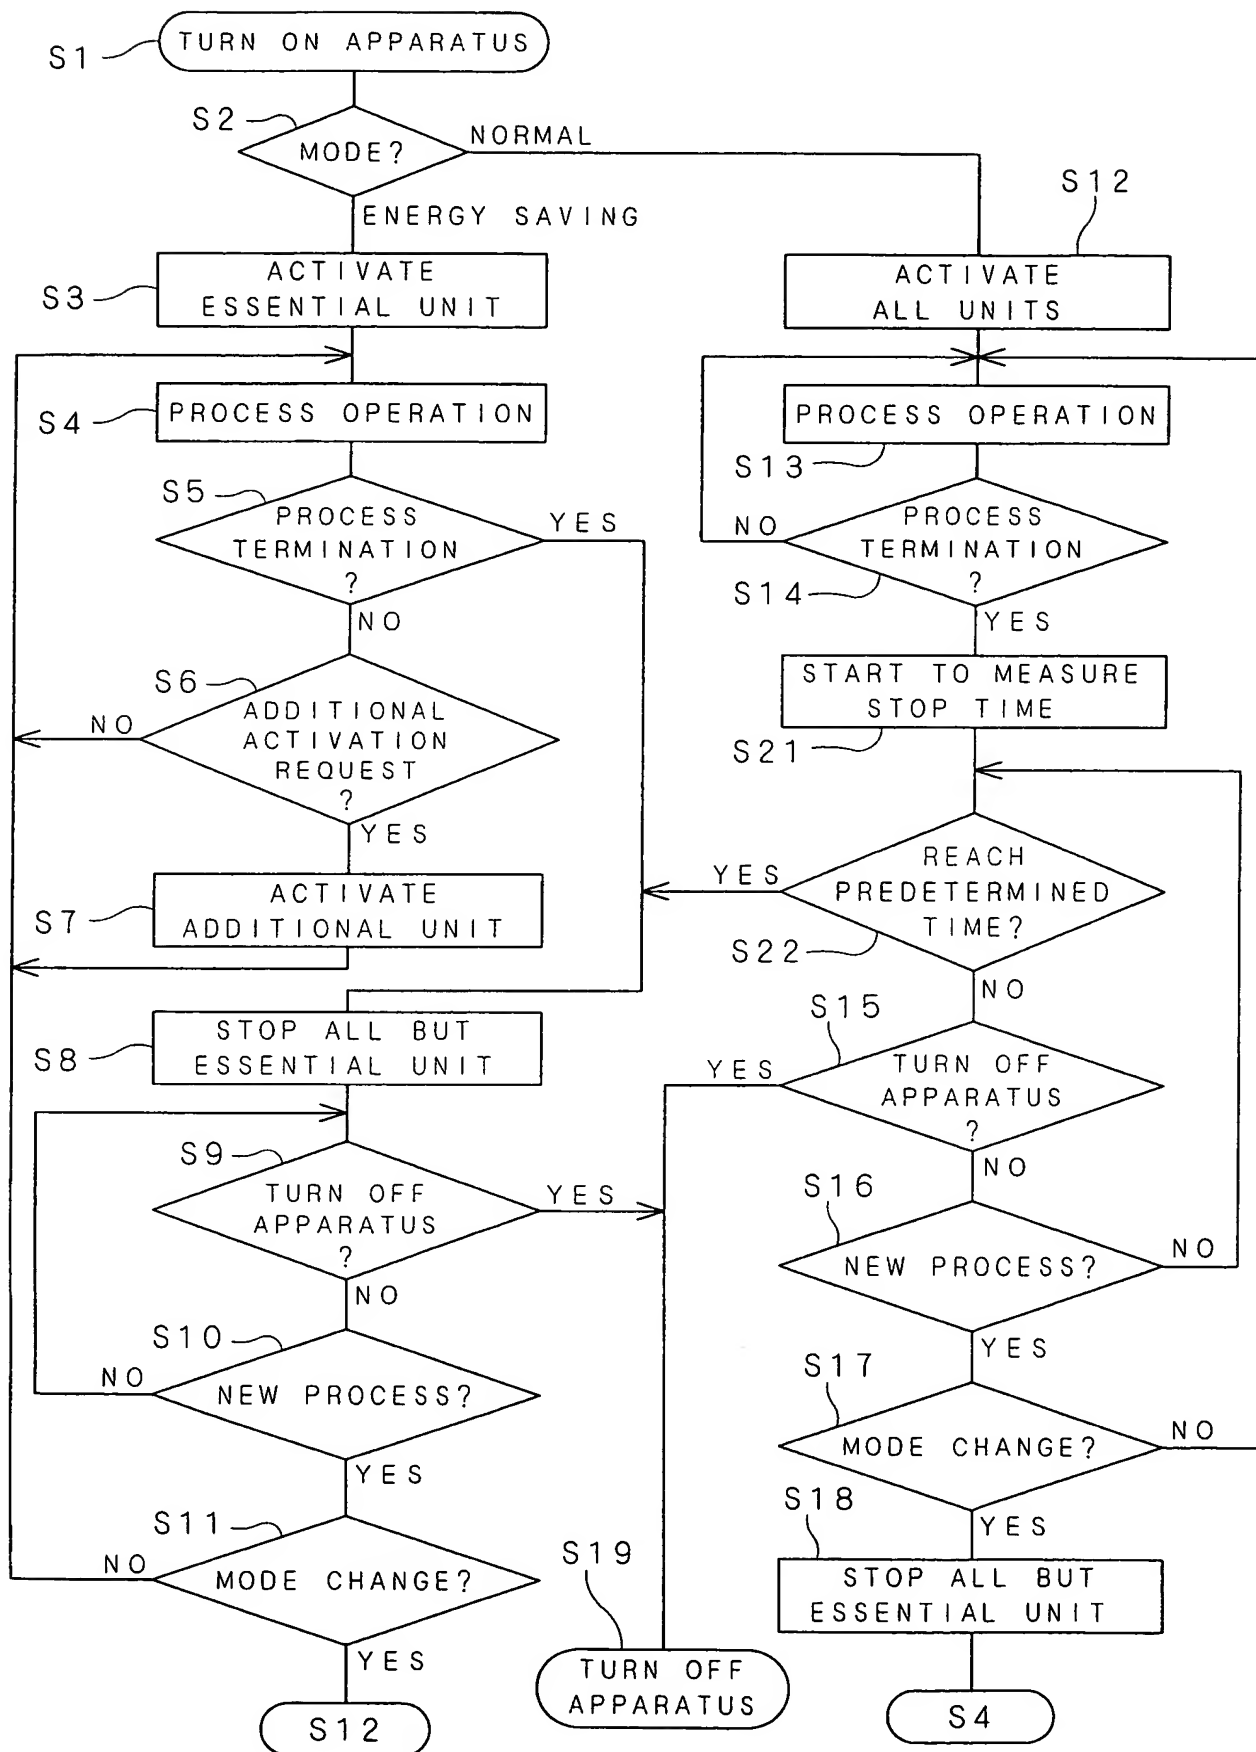 S1
TURN ON APPARATUS
S2
MODE?
NORMAL
ENERGY SAVING
S3
ACTIVATE
ESSENTIAL UNIT
S4
PROCESS OPERATION
S5
PROCESS
TERMINATION
?
YES
NO
S6
ADDITIONAL
ACTIVATION
REQUEST
?
NO
YES
S7
ACTIVATE
ADDITIONAL UNIT
S8
STOP ALL BUT
ESSENTIAL UNIT
S9
TURN OFF
APPARATUS
?
YES
NO
S10
NEW PROCESS?
NO
YES
S11
MODE CHANGE?
NO
YES
S12
S12
ACTIVATE
ALL UNITS
PROCESS OPERATION
S13
PROCESS
TERMINATION
?
NO
S14
YES
START TO MEASURE
STOP TIME
S21
REACH
PREDETERMINED
TIME?
YES
S22
NO
S15
TURN OFF
APPARATUS
?
YES
NO
S16
NEW PROCESS?
NO
YES
S17
MODE CHANGE?
NO
YES
S18
STOP ALL BUT
ESSENTIAL UNIT
S4
S19
TURN OFF
APPARATUS